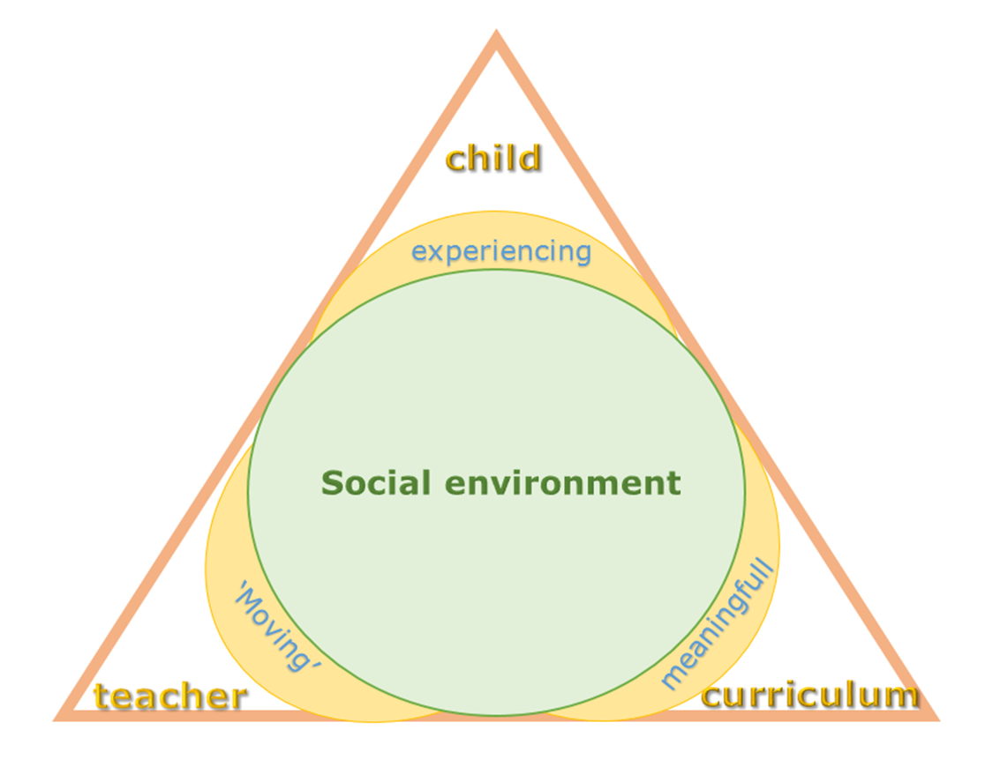 child
experiencing
Social environment
‘Moving’
meaningfull
teacher
curriculum